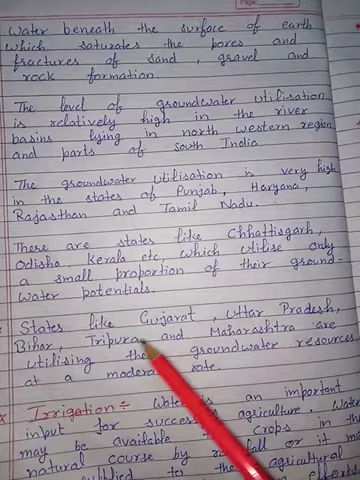 Water beneath the surface of earth
which saturates the pores and
fractures of sand, gravel and
rock formation.
The level of groundwater utilisation
is relatively high in the river
basins lying in north western region
and parts of South India
The groundwater utilisation is very high
in the states of Punjab, Haryana,
Rajasthan and Tamil Nadu.
There are states like Chhattisgarh,
Odisha Kerala etc, which utilise only
a small proportion of their ground-
water potentials.
States like Gujarat, Uttar Pradesh,
Bihar, Tripura and Maharashtra are
utilising groundwater resources
at a moderate rate.
Irrigation :- Water is an important
input for successful agriculture. Water
may be available crops in the
natural course by or it
to the agricultural
efforts